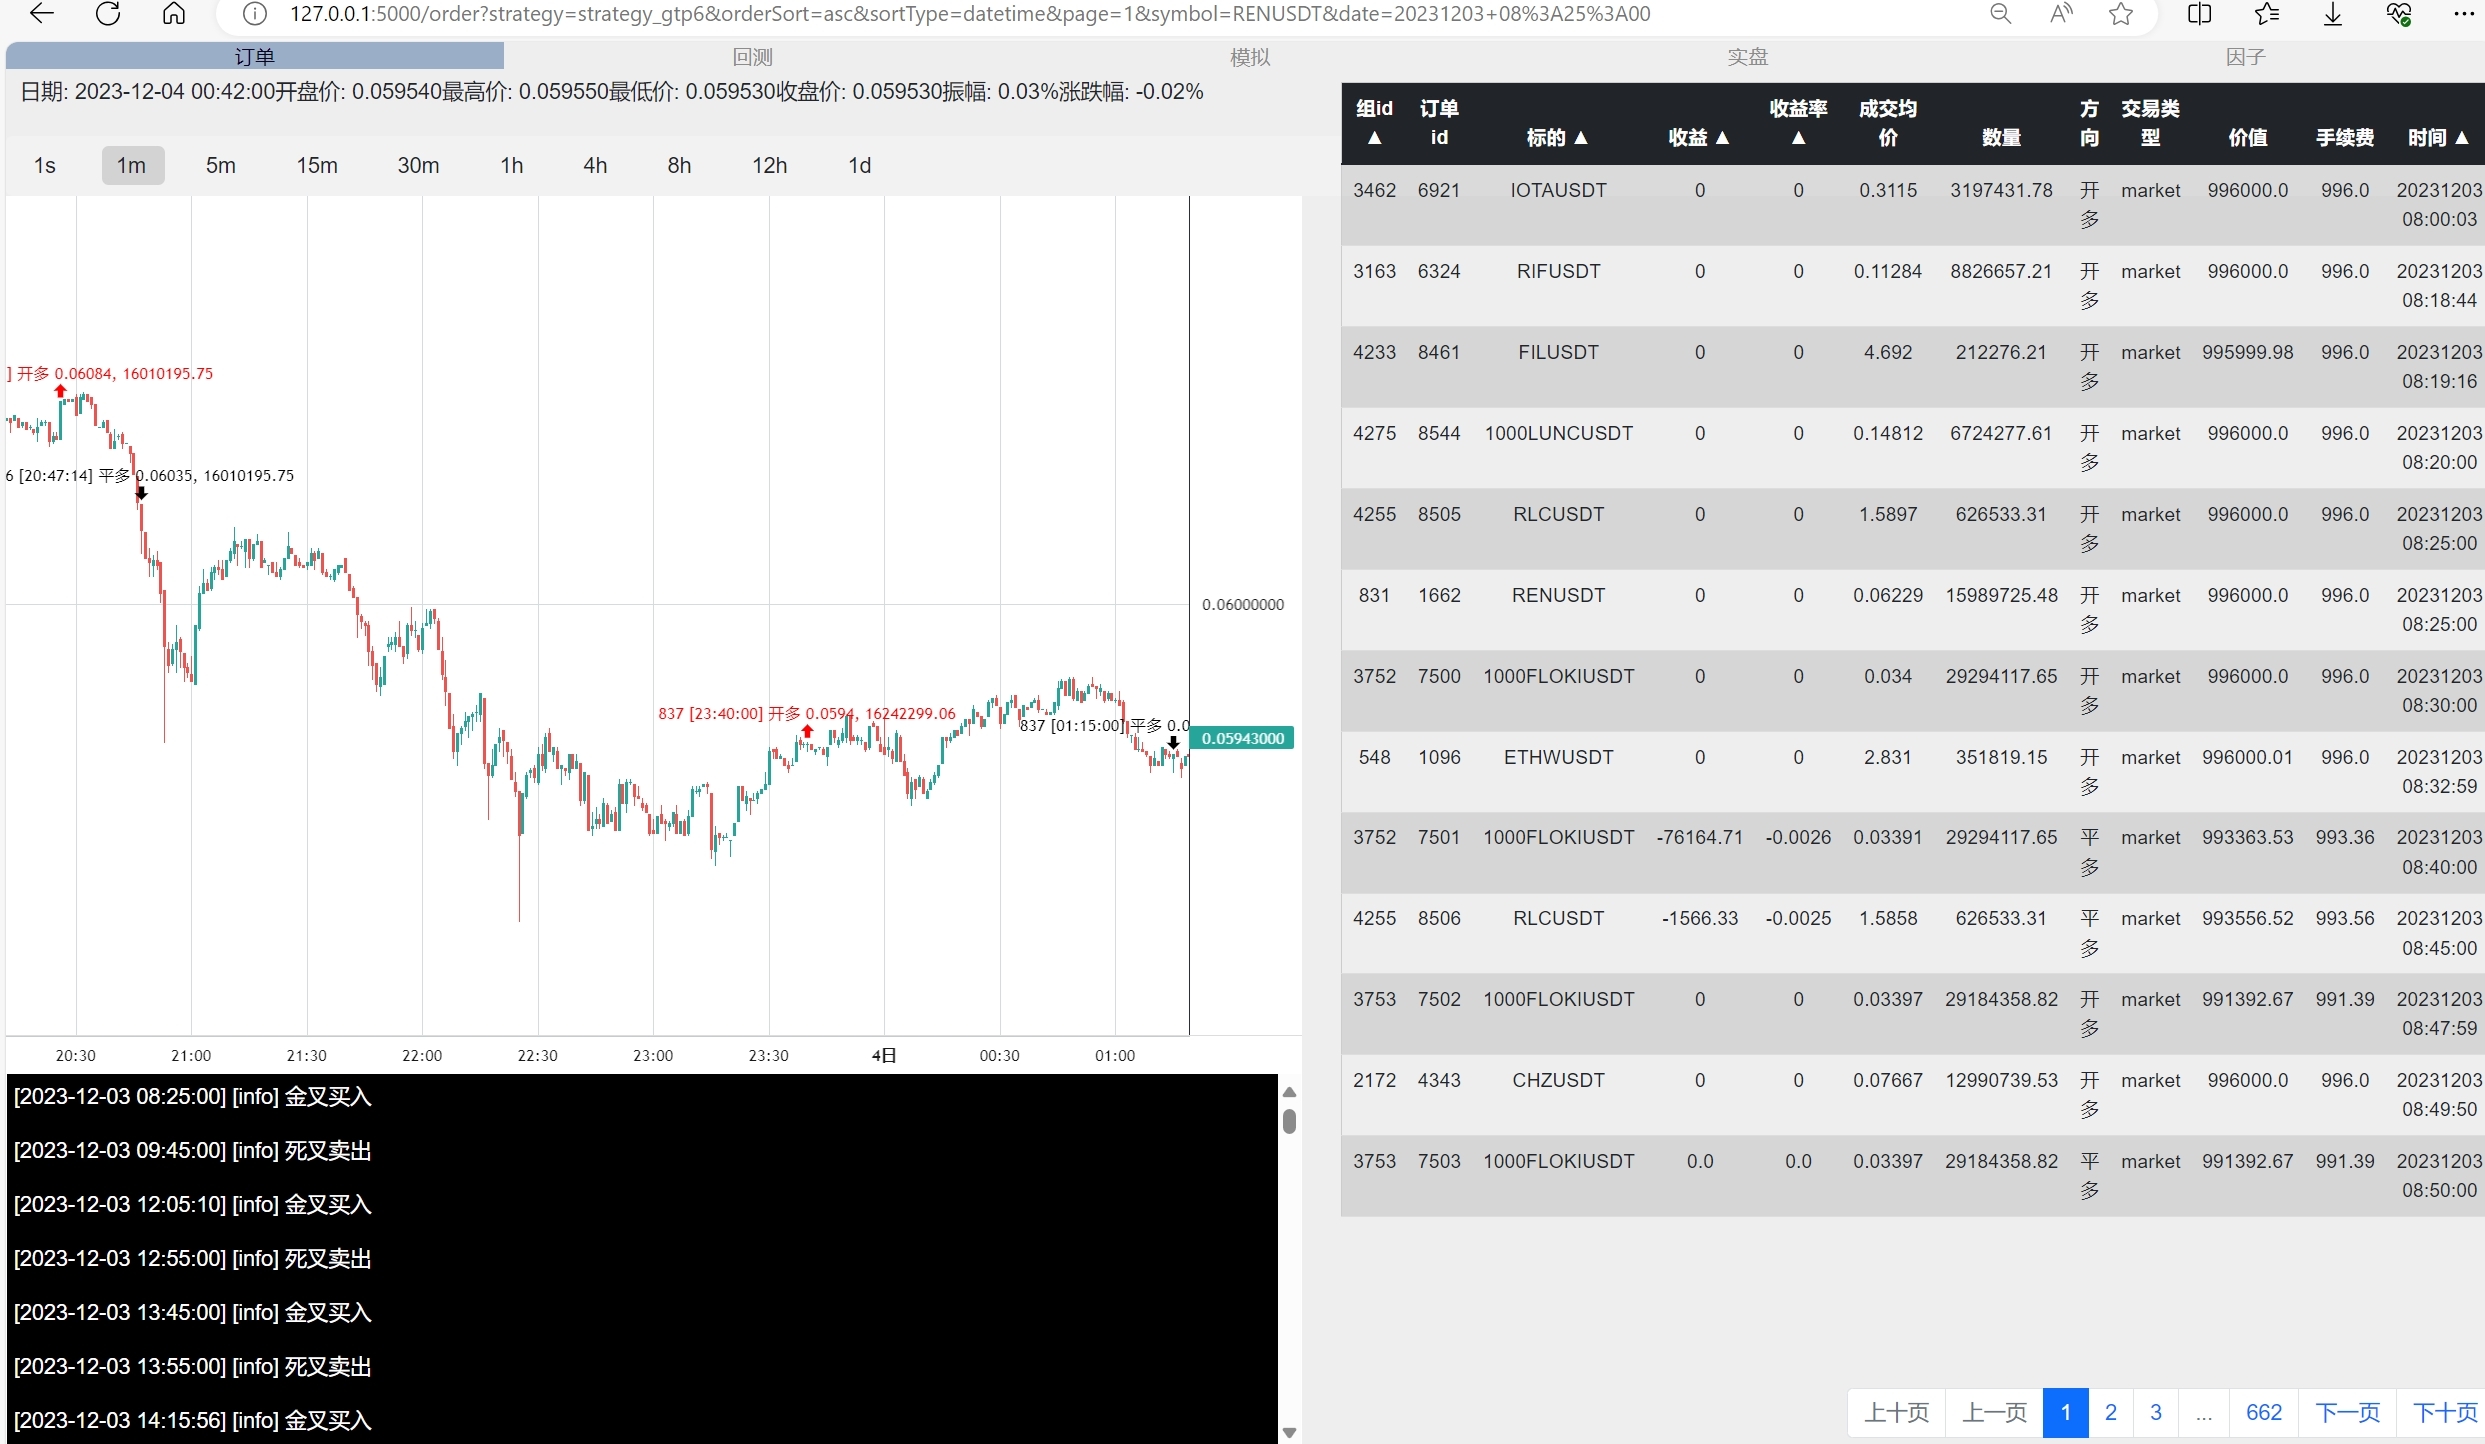 127.0.0.1:5000/order?strategy=strategy_gtp6&orderSort=asc&sortType=datetime&page=1&symbol=RENUSDT&date=20231203+08%3A25%3A00
订单 回测 模拟 实盘 因子
日期: 2023-12-04 00:42:00开盘价: 0.059540最高价: 0.059550最低价: 0.059530收盘价: 0.059530振幅: 0.03%涨跌幅: -0.02%
1s 1m 5m 15m 30m 1h 4h 8h 12h 1d
] 开多 0.06084, 16010195.75
6 [20:47:14] 平多 0.06035, 16010195.75
0.06000000
837 [23:40:00] 开多 0.0594, 16242299.06
837 [01:15:00] 平多 0.0
0.05943000
20:30 21:00 21:30 22:00 22:30 23:00 23:30 4日 00:30 01:00
[2023-12-03 08:25:00] [info] 金叉买入
[2023-12-03 09:45:00] [info] 死叉卖出
[2023-12-03 12:05:10] [info] 金叉买入
[2023-12-03 12:55:00] [info] 死叉卖出
[2023-12-03 13:45:00] [info] 金叉买入
[2023-12-03 13:55:00] [info] 死叉卖出
[2023-12-03 14:15:56] [info] 金叉买入
组id 订单 收益率 成交均 方 交易类
▲ id 标的 ▲ 收益 ▲ ▲ 价 数量 向 型 价值 手续费 时间 ▲
3462 6921 IOTAUSDT 0 0 0.3115 3197431.78 开 market 996000.0 996.0 20231203
多 08:00:03
3163 6324 RIFUSDT 0 0 0.11284 8826657.21 开 market 996000.0 996.0 20231203
多 08:18:44
4233 8461 FILUSDT 0 0 4.692 212276.21 开 market 995999.98 996.0 20231203
多 08:19:16
4275 8544 1000LUNCUSDT 0 0 0.14812 6724277.61 开 market 996000.0 996.0 20231203
多 08:20:00
4255 8505 RLCUSDT 0 0 1.5897 626533.31 开 market 996000.0 996.0 20231203
多 08:25:00
831 1662 RENUSDT 0 0 0.06229 15989725.48 开 market 996000.0 996.0 20231203
多 08:25:00
3752 7500 1000FLOKIUSDT 0 0 0.034 29294117.65 开 market 996000.0 996.0 20231203
多 08:30:00
548 1096 ETHWUSDT 0 0 2.831 351819.15 开 market 996000.01 996.0 20231203
多 08:32:59
3752 7501 1000FLOKIUSDT -76164.71 -0.0026 0.03391 29294117.65 平 market 993363.53 993.36 20231203
多 08:40:00
4255 8506 RLCUSDT -1566.33 -0.0025 1.5858 626533.31 平 market 993556.52 993.56 20231203
多 08:45:00
3753 7502 1000FLOKIUSDT 0 0 0.03397 29184358.82 开 market 991392.67 991.39 20231203
多 08:47:59
2172 4343 CHZUSDT 0 0 0.07667 12990739.53 开 market 996000.0 996.0 20231203
多 08:49:50
3753 7503 1000FLOKIUSDT 0.0 0.0 0.03397 29184358.82 平 market 991392.67 991.39 20231203
多 08:50:00
上十页 上一页 1 2 3 ... 662 下一页 下十页